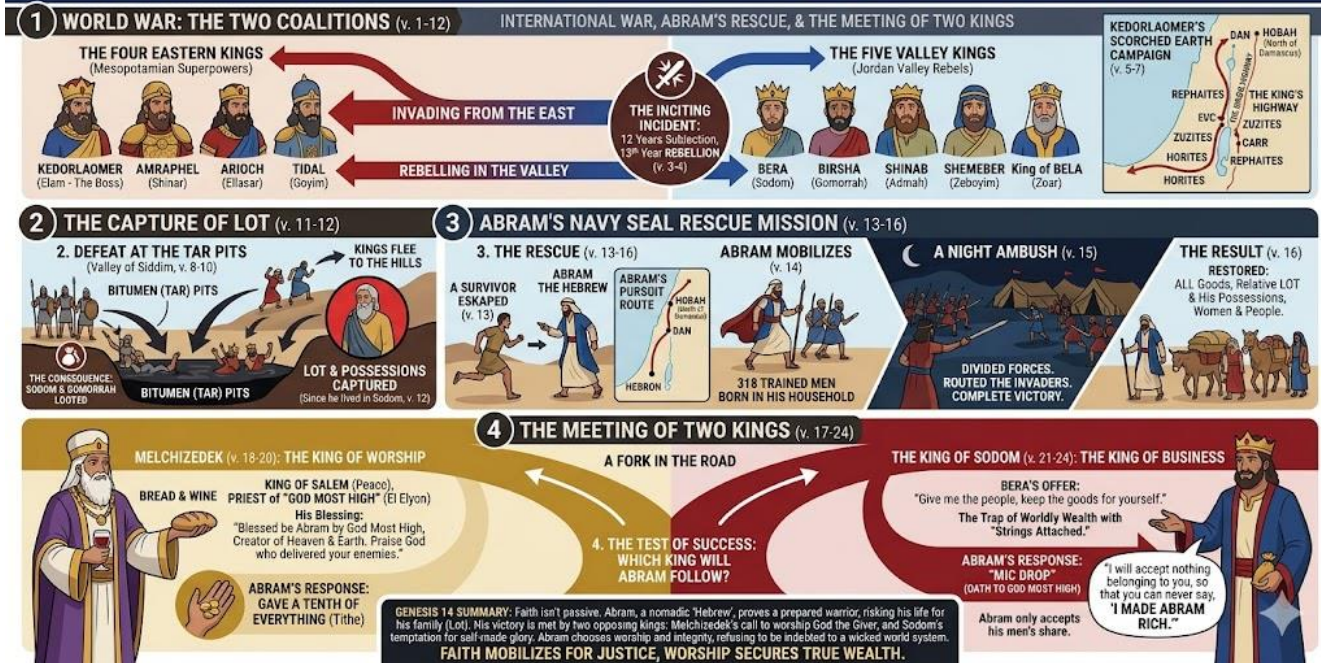 1 WORLD WAR: THE TWO COALITIONS (v. 1-12)
INTERNATIONAL WAR, ABRAM'S RESCUE, & THE MEETING OF TWO KINGS
THE FOUR EASTERN KINGS
(Mesopotamian Superpowers)
KEDORLAOMER
(Elam - The Boss)
AMRAPHEL
(Shinar)
ARIOCH
(Ellasar)
TIDAL
(Goyim)
INVADING FROM THE EAST
REBELLING IN THE VALLEY
THE INCITING
INCIDENT:
12 Years Subjection,
13th Year REBELLION
(v. 3-4)
THE FIVE VALLEY KINGS
(Jordan Valley Rebels)
BERA
(Sodom)
BIRSHA
(Gomorrah)
SHINAB
(Admah)
SHEMEBER
(Zeboyim)
King of BELA
(Zoar)
KEDORLAOMER'S
SCORCHED EARTH
CAMPAIGN
(v. 5-7)
DAN
HOBAH
(North of
Damascus)
REPHAITES
THE KING'S
HIGHWAY
EVC
ZUZITES
ZUZITES
CARR
HORITES
REPHAITES
HORITES
2 THE CAPTURE OF LOT (v. 11-12)
2. DEFEAT AT THE TAR PITS
(Valley of Siddim, v. 8-10)
BITUMEN (TAR) PITS
KINGS FLEE
TO THE HILLS
THE CONSSOUENCE:
SODOM & GOMORRAH
LOOTED
BITUMEN (TAR) PITS
LOT & POSSESSIONS
CAPTURED
(Since he lived in Sodom, v. 12)
3 ABRAM'S NAVY SEAL RESCUE MISSION (v. 13-16)
3. THE RESCUE (v. 13-16)
A SURVIVOR
ESKAPED
(v. 13)
ABRAM
THE HEBREW
ABRAM'S
PURSUIT
ROUTE
HOBAH
DAN
HEBRON
ABRAM MOBILIZES
(v. 14)
318 TRAINED MEN
BORN IN HIS HOUSEHOLD
A NIGHT AMBUSH (v. 15)
DIVIDED FORCES.
ROUTED THE INVADERS.
COMPLETE VICTORY.
THE RESULT (v. 16)
RESTORED:
ALL Goods, Relative LOT
& His Possessions,
Women & People.
4 THE MEETING OF TWO KINGS (v. 17-24)
MELCHIZEDEK (v. 18-20): THE KING OF WORSHIP
BREAD & WINE
KING OF SALEM (Peace),
PRIEST of "GOD MOST HIGH" (El Elyon)
His Blessing:
"Blessed be Abram by God Most High,
Creator of Heaven & Earth. Praise God
who delivered your enemies."
ABRAM'S RESPONSE:
GAVE A TENTH OF
EVERYTHING (Tithe)
A FORK IN THE ROAD
4. THE TEST OF SUCCESS:
WHICH KING WILL
ABRAM FOLLOW?
THE KING OF SODOM (v. 21-24): THE KING OF BUSINESS
BERA'S OFFER:
"Give me the people, keep the goods for yourself."
The Trap of Worldly Wealth with
"Strings Attached."
ABRAM'S RESPONSE:
"MIC DROP"
(OATH TO GOD MOST HIGH)
Abram only accepts
his men's share.
"I will accept nothing
belonging to you, so
that you can never say,
'I MADE ABRAM
RICH.'"
GENESIS 14 SUMMARY: Faith isn't passive. Abram, a nomadic 'Hebrew', proves a prepared warrior, risking his life for
his family (Lot). His victory is met by two opposing kings: Melchizedek's call to worship God the Giver, and Sodom's
temptation for self-made glory. Abram chooses worship and integrity, refusing to be indebted to a wicked world system.
FAITH MOBILIZES FOR JUSTICE, WORSHIP SECURES TRUE WEALTH.